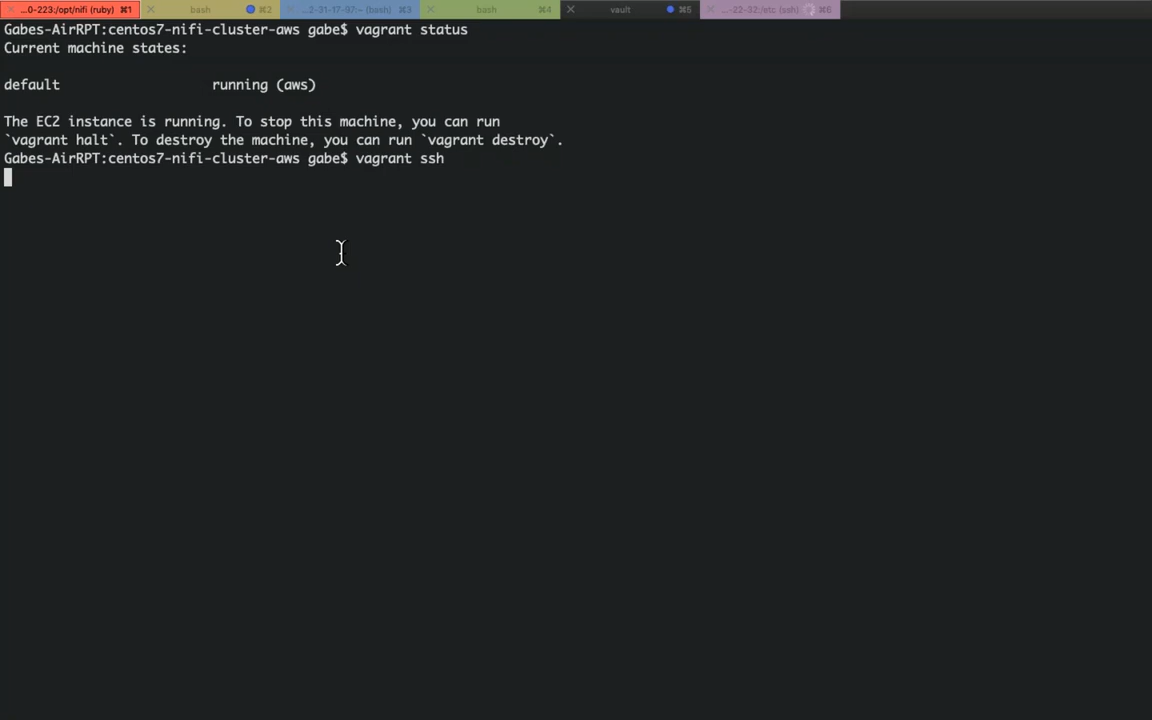 ...0-223:/opt/nifi (ruby) ⌘1 bash ⌘2 ...2-31-17-97:~ (bash) ⌘3 bash ⌘4 vault ⌘5 ...-22-32:/etc (ssh) ⌘6
Gabes-AirRPT:centos7-nifi-cluster-aws gabe$ vagrant status
Current machine states:
default                   running (aws)
The EC2 instance is running. To stop this machine, you can run
`vagrant halt`. To destroy the machine, you can run `vagrant destroy`.
Gabes-AirRPT:centos7-nifi-cluster-aws gabe$ vagrant ssh